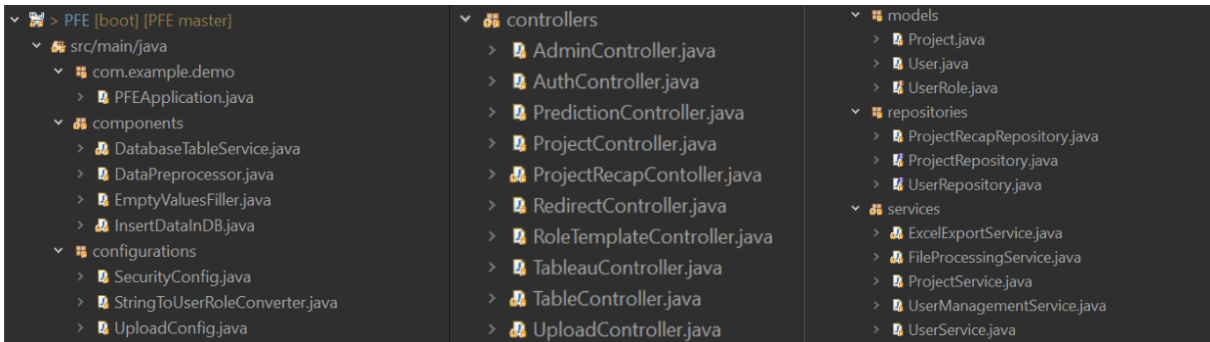 > PFE [boot] [PFE master]
src/main/java
com.example.demo
PFEApplication.java
components
DatabaseTableService.java
DataPreprocessor.java
EmptyValuesFiller.java
InsertDataInDB.java
configurations
SecurityConfig.java
StringToUserRoleConverter.java
UploadConfig.java
controllers
AdminController.java
AuthController.java
PredictionController.java
ProjectController.java
ProjectRecapContoller.java
RedirectController.java
RoleTemplateController.java
TableauController.java
TableController.java
UploadController.java
models
Project.java
User.java
UserRole.java
repositories
ProjectRecapRepository.java
ProjectRepository.java
UserRepository.java
services
ExcelExportService.java
FileProcessingService.java
ProjectService.java
UserManagementService.java
UserService.java